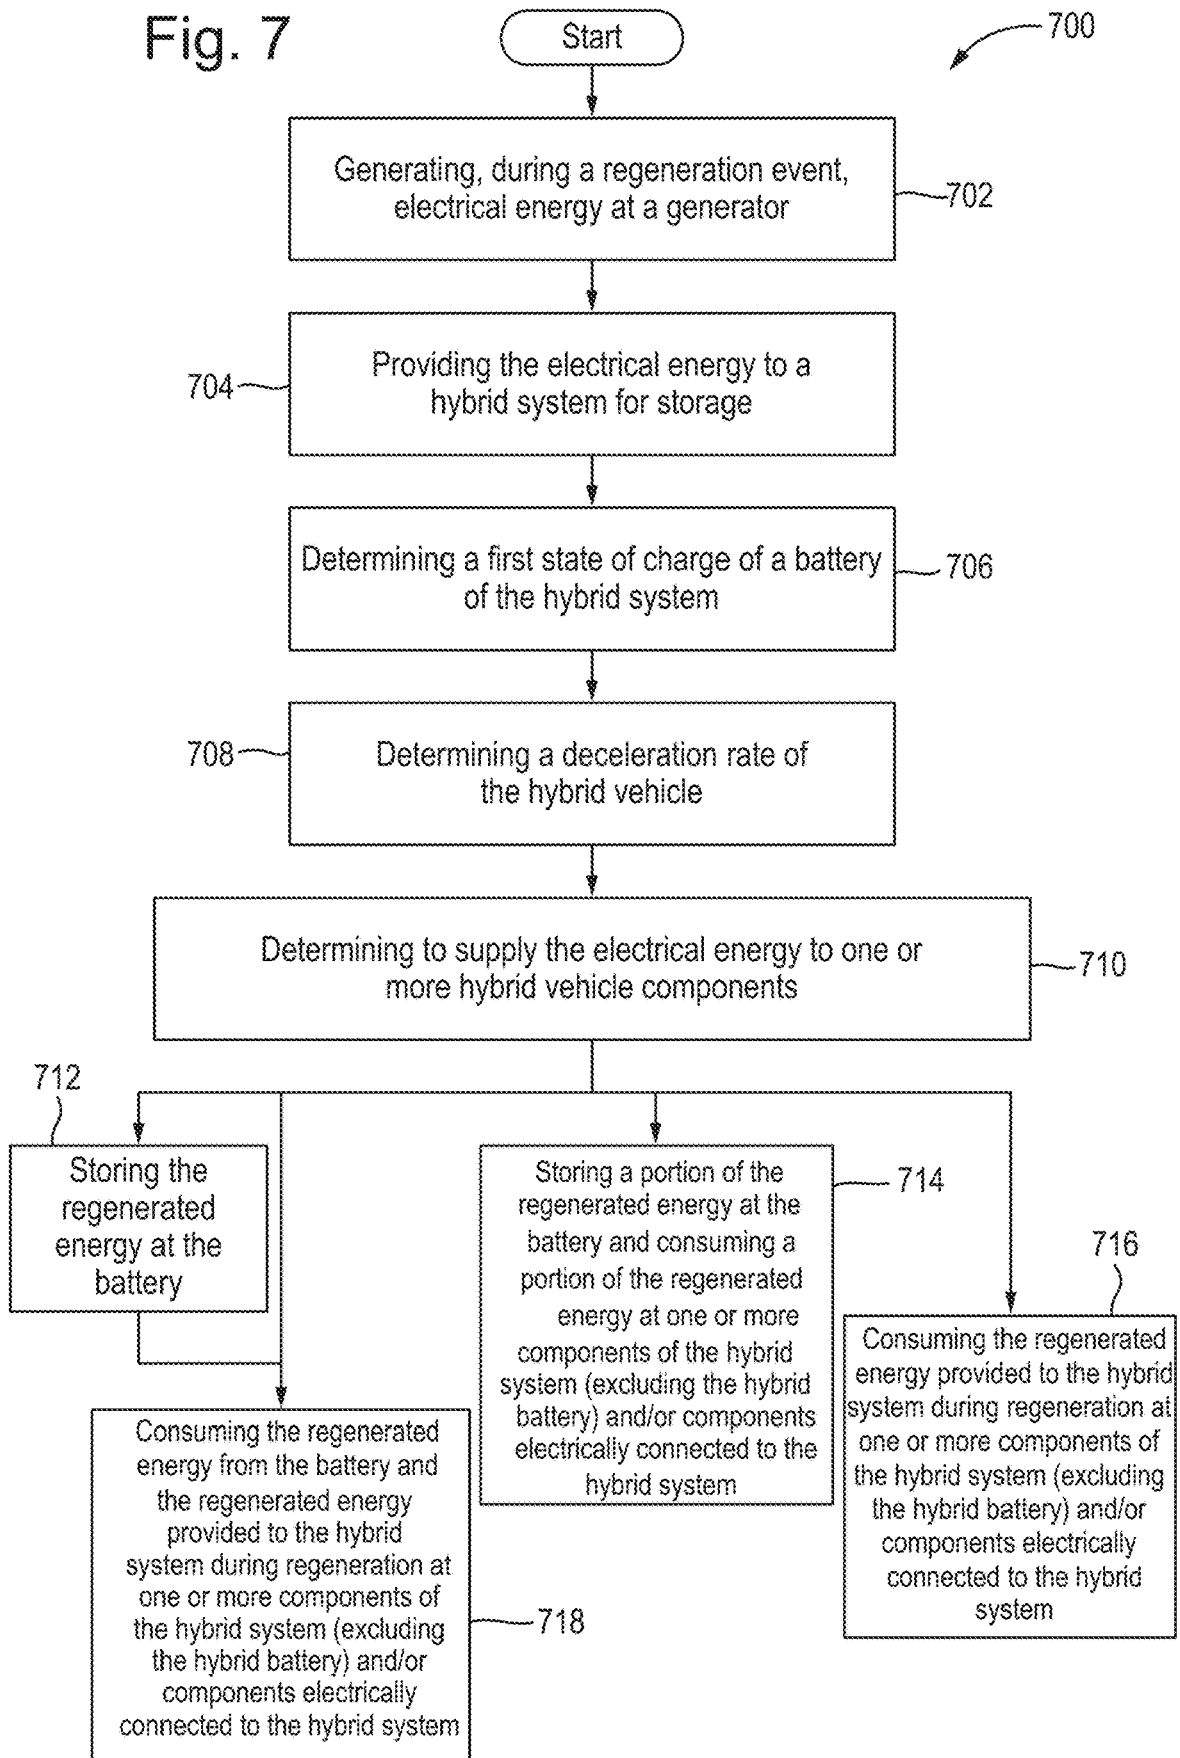 Fig. 7
Start
700
Generating, during a regeneration event,
electrical energy at a generator
702
Providing the electrical energy to a
hybrid system for storage
704
Determining a first state of charge of a battery
of the hybrid system
706
708
Determining a deceleration rate of
the hybrid vehicle
Determining to supply the electrical energy to one or
more hybrid vehicle components
710
712
Storing the
regenerated
energy at the
battery
Storing a portion of the
regenerated energy at the
battery and consuming a
portion of the regenerated
energy at one or more
components of the hybrid
system (excluding the hybrid
battery) and/or components
electrically connected to the
hybrid system
714
716
Consuming the regenerated
energy provided to the hybrid
system during regeneration at
one or more components of
the hybrid system (excluding
the hybrid battery) and/or
components electrically
connected to the hybrid
system
Consuming the regenerated
energy from the battery and
the regenerated energy
provided to the hybrid
system during regeneration at
one or more components of
the hybrid system (excluding
the hybrid battery) and/or
components electrically
connected to the hybrid system
718